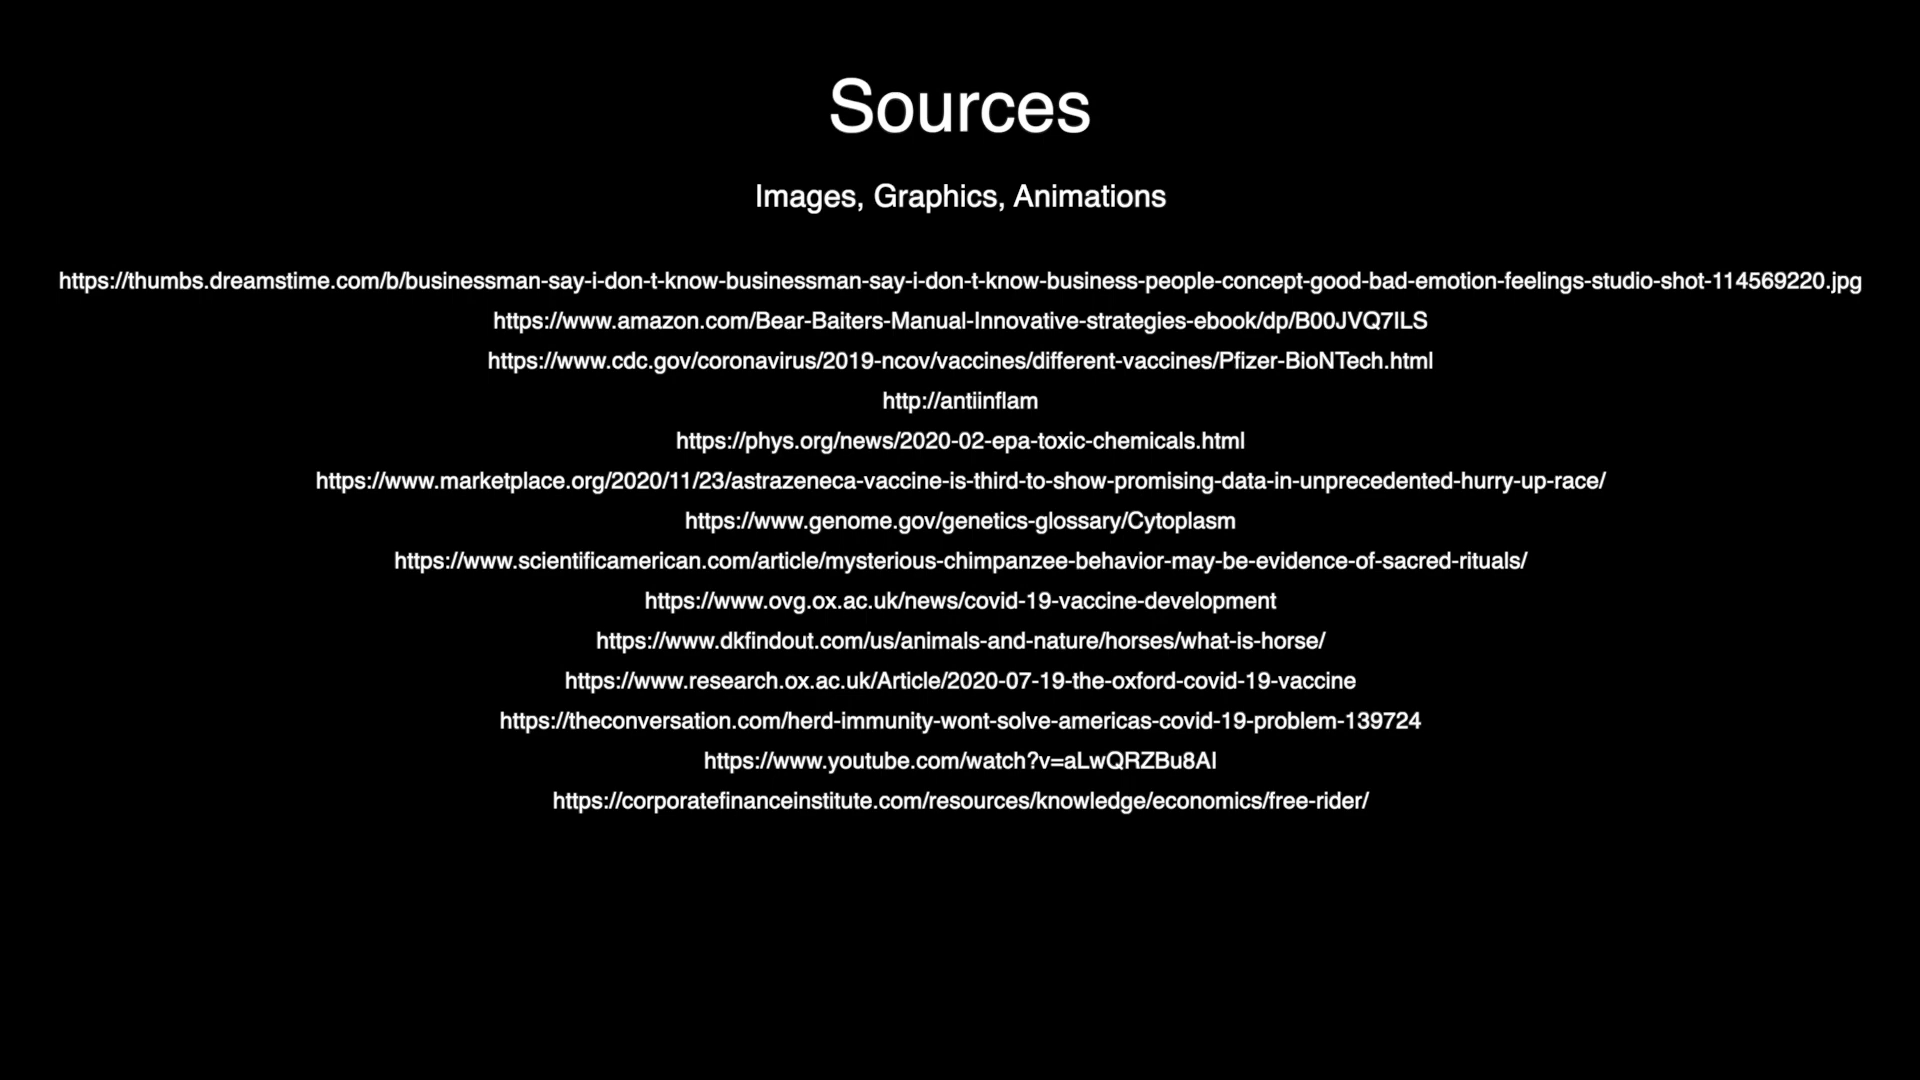 Sources
Images, Graphics, Animations
https://thumbs.dreamstime.com/b/businessman-say-i-don-t-know-businessman-say-i-don-t-know-business-people-concept-good-bad-emotion-feelings-studio-shot-114569220.jpg
https://www.amazon.com/Bear-Baiters-Manual-Innovative-strategies-ebook/dp/B00JVQ7ILS
https://www.cdc.gov/coronavirus/2019-ncov/vaccines/different-vaccines/Pfizer-BioNTech.html
http://antiinflam
https://phys.org/news/2020-02-epa-toxic-chemicals.html
https://www.marketplace.org/2020/11/23/astrazeneca-vaccine-is-third-to-show-promising-data-in-unprecedented-hurry-up-race/
https://www.genome.gov/genetics-glossary/Cytoplasm
https://www.scientificamerican.com/article/mysterious-chimpanzee-behavior-may-be-evidence-of-sacred-rituals/
https://www.ovg.ox.ac.uk/news/covid-19-vaccine-development
https://www.dkfindout.com/us/animals-and-nature/horses/what-is-horse/
https://www.research.ox.ac.uk/Article/2020-07-19-the-oxford-covid-19-vaccine
https://theconversation.com/herd-immunity-wont-solve-americas-covid-19-problem-139724
https://www.youtube.com/watch?v=aLwQRZBu8AI
https://corporatefinanceinstitute.com/resources/knowledge/economics/free-rider/